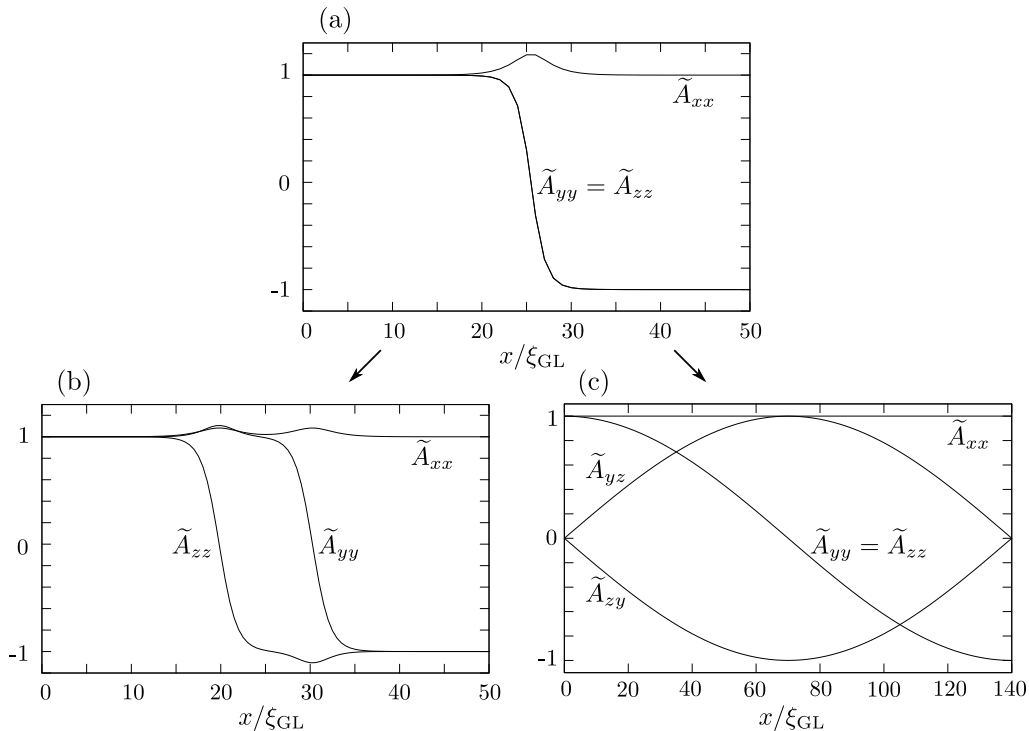 (a)
1
0
-1
0
10
20
30
40
50
x/ξ_GL
Ã_xx
Ã_yy = Ã_zz
(b)
1
0
-1
0
10
20
30
40
50
x/ξ_GL
Ã_xx
Ã_zz
Ã_yy
(c)
1
0
-1
0
20
40
60
80
100
120
140
x/ξ_GL
Ã_xx
Ã_yz
Ã_yy = Ã_zz
Ã_zy